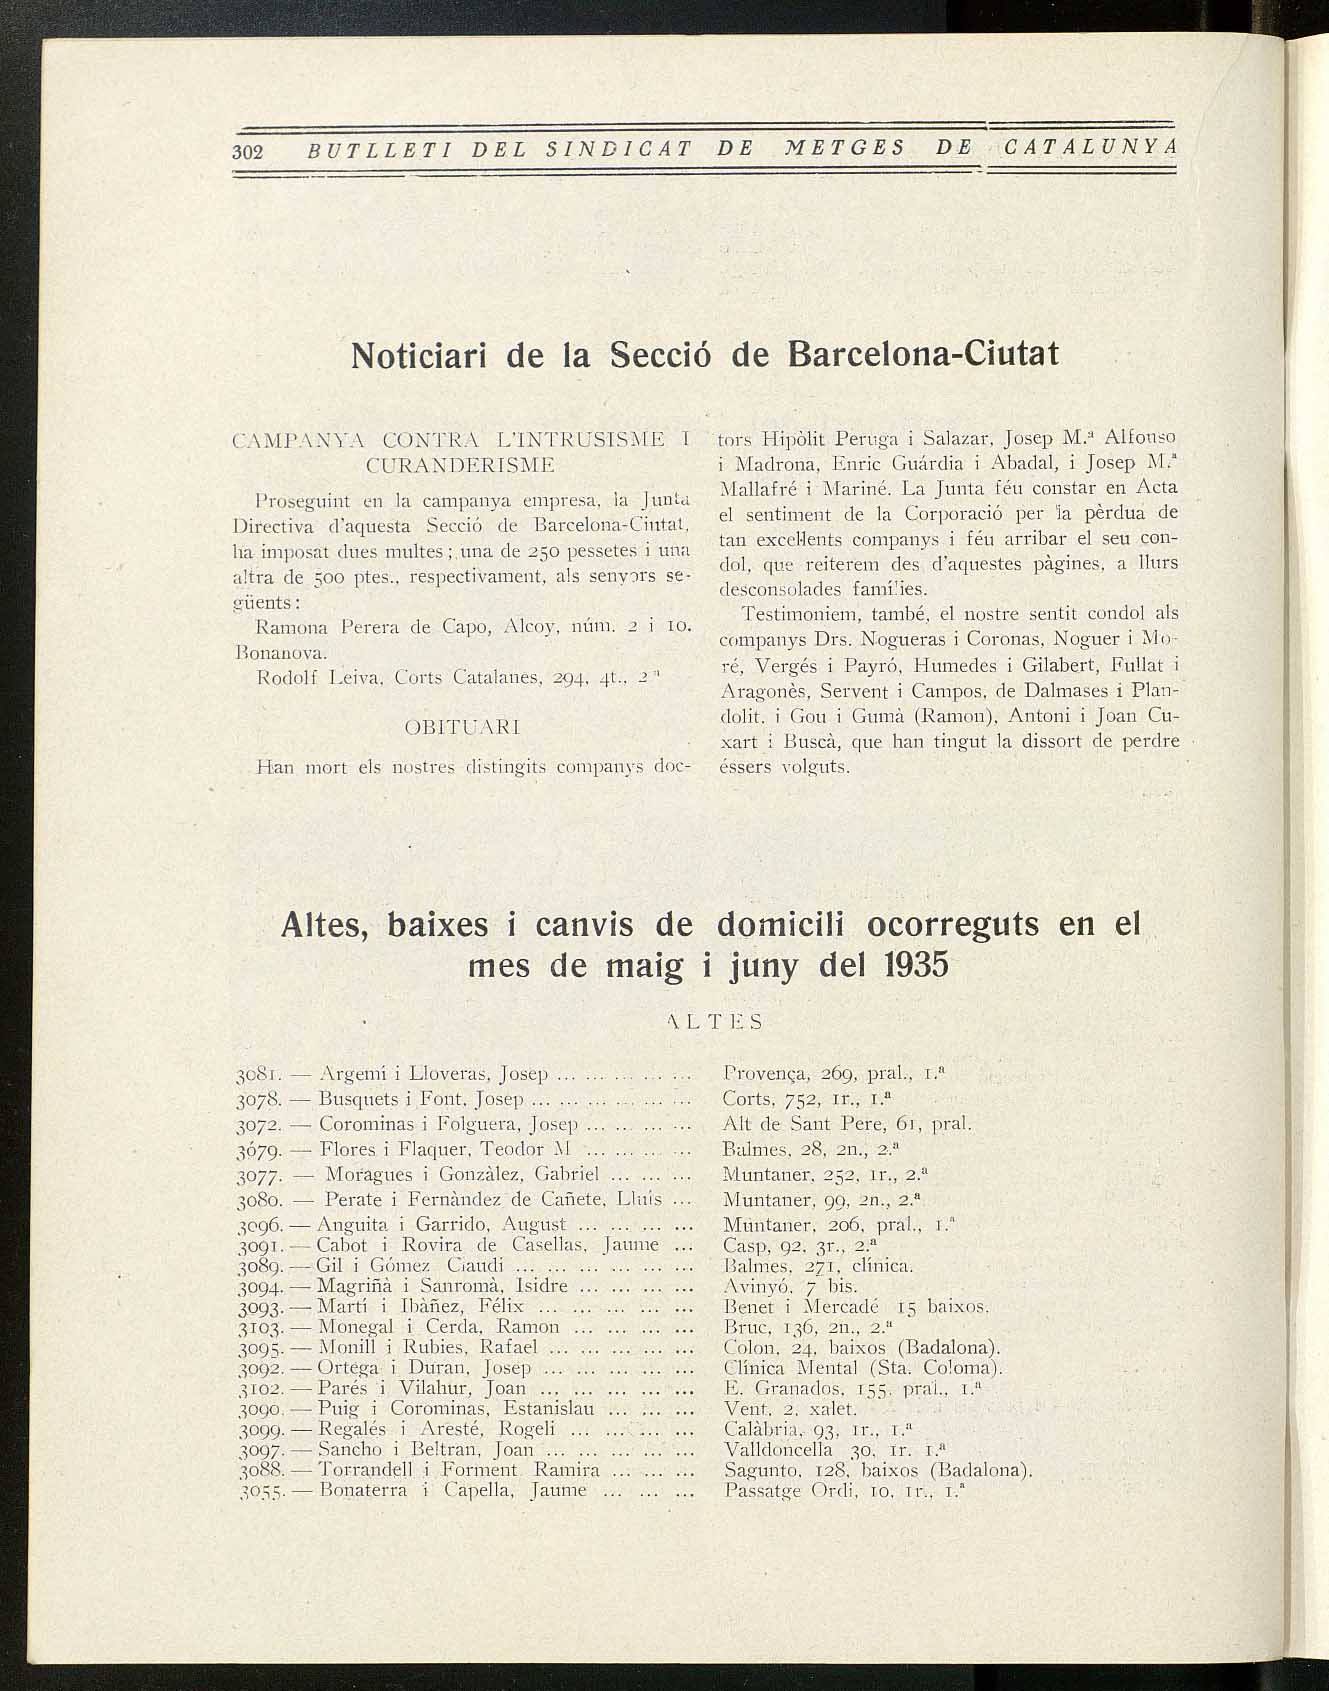 302 BUTLLETI DEL SINDICAT DE METGES DE CATALUNYA
Noticiari de la Secció de Barcelona-Ciutat
CAMPANYA CONTRA L'INTRUSISME I
CURANDERISME
Proseguint en la campanya empresa, la Junta
Directiva d'aquesta Secció de Barcelona-Ciutat,
ha imposat dues multes; una de 250 pessetes i una
altra de 500 ptes., respectivament, als senyors se-
güents:
Ramona Perera de Capo, Alcoy, núm. 2 i 10.
Bonanova.
Rodolf Leiva, Corts Catalanes, 294, 4t., 2.ª
OBITUARI
Han mort els nostres distingits companys doc-
tors Hipòlit Peruga i Salazar, Josep M.ª Alfonso
i Madrona, Enric Guárdia i Abadal, i Josep M.ª
Mallafré i Mariné. La Junta féu constar en Acta
el sentiment de la Corporació per la pèrdua de
tan excel·lents companys i féu arribar el seu con-
dol, que reiterem des d'aquestes pàgines, a llurs
desconsolades famílies.
Testimoniem, també, el nostre sentit condol als
companys Drs. Nogueras i Coronas, Noguer i Mo-
ré, Vergés i Payró, Humedes i Gilabert, Fullat i
Aragonès, Servent i Campos, de Dalmases i Plan-
dolit, i Gou i Gumà (Ramon), Antoni i Joan Cu-
xart i Buscà, que han tingut la dissort de perdre
éssers volguts.
Altes, baixes i canvis de domicili ocorreguts en el
mes de maig i juny del 1935
ALTES
3081. — Argemí i Lloveras, Josep ... ... ... ... ... Provença, 269, pral., 1.ª
3078. — Busquets i Font, Josep ... ... ... ... ... ... Corts, 752, 1r., 1.ª
3072. — Corominas i Folguera, Josep ... ... ... ... Alt de Sant Pere, 61, pral.
3679. — Flores i Flaquer, Teodor M ... ... ... ... Balmes, 28, 2n., 2.ª
3077. — Moragues i Gonzàlez, Gabriel ... ... ... Muntaner, 252, 1r., 2.ª
3080. — Perate i Fernàndez de Cañete, Lluís ... Muntaner, 99, 2n., 2.ª
3096. — Anguita i Garrido, August ... ... ... ... Muntaner, 206, pral., 1.ª
3091. — Cabot i Rovira de Casellas, Jaume ... Casp, 92, 3r., 2.ª
3089. — Gil i Gómez Claudi ... ... ... ... ... ... Balmes, 271, clínica.
3094. — Magriñà i Sanromà, Isidre ... ... ... ... Avinyó, 7 bis.
3093. — Martí i Ibàñez, Félix ... ... ... ... ... Benet i Mercadé 15 baixos.
3103. — Monegal i Cerda, Ramon ... ... ... ... Bruc, 136, 2n., 2.ª
3095. — Monill i Rubies, Rafael ... ... ... ... ... Colon, 24, baixos (Badalona).
3092. — Ortega i Duran, Josep ... ... ... ... ... Clínica Mental (Sta. Coloma).
3102. — Parés i Vilahur, Joan ... ... ... ... ... E. Granados, 155, pral., 1.ª
3090. — Puig i Corominas, Estanislau ... ... ... Vent, 2, xalet.
3099. — Regalés i Aresté, Rogeli ... ... ... ... Calàbria, 93, 1r., 1.ª
3097. — Sancho i Beltran, Joan ... ... ... ... ... Valldoncella 30, 1r. 1.ª
3088. — Torrandell i Forment Ramira ... ... ... Sagunto, 128, baixos (Badalona).
3055. — Bonaterra i Capella, Jaume ... ... ... Passatge Ordi, 10, 1r., 1.ª